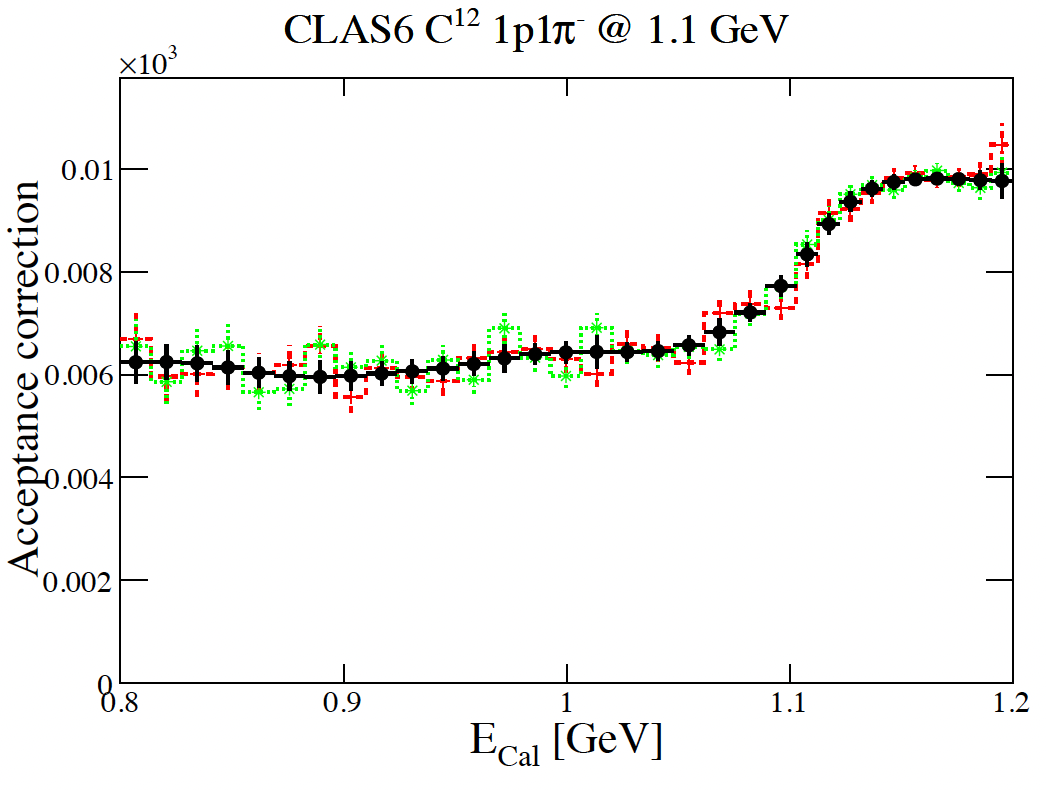 CLAS6 C¹² 1p1π⁻ @ 1.1 GeV
×10³
0.01
0.008
0.006
0.004
0.002
0
Acceptance correction
0.8 0.9 1 1.1 1.2
E_Cal [GeV]